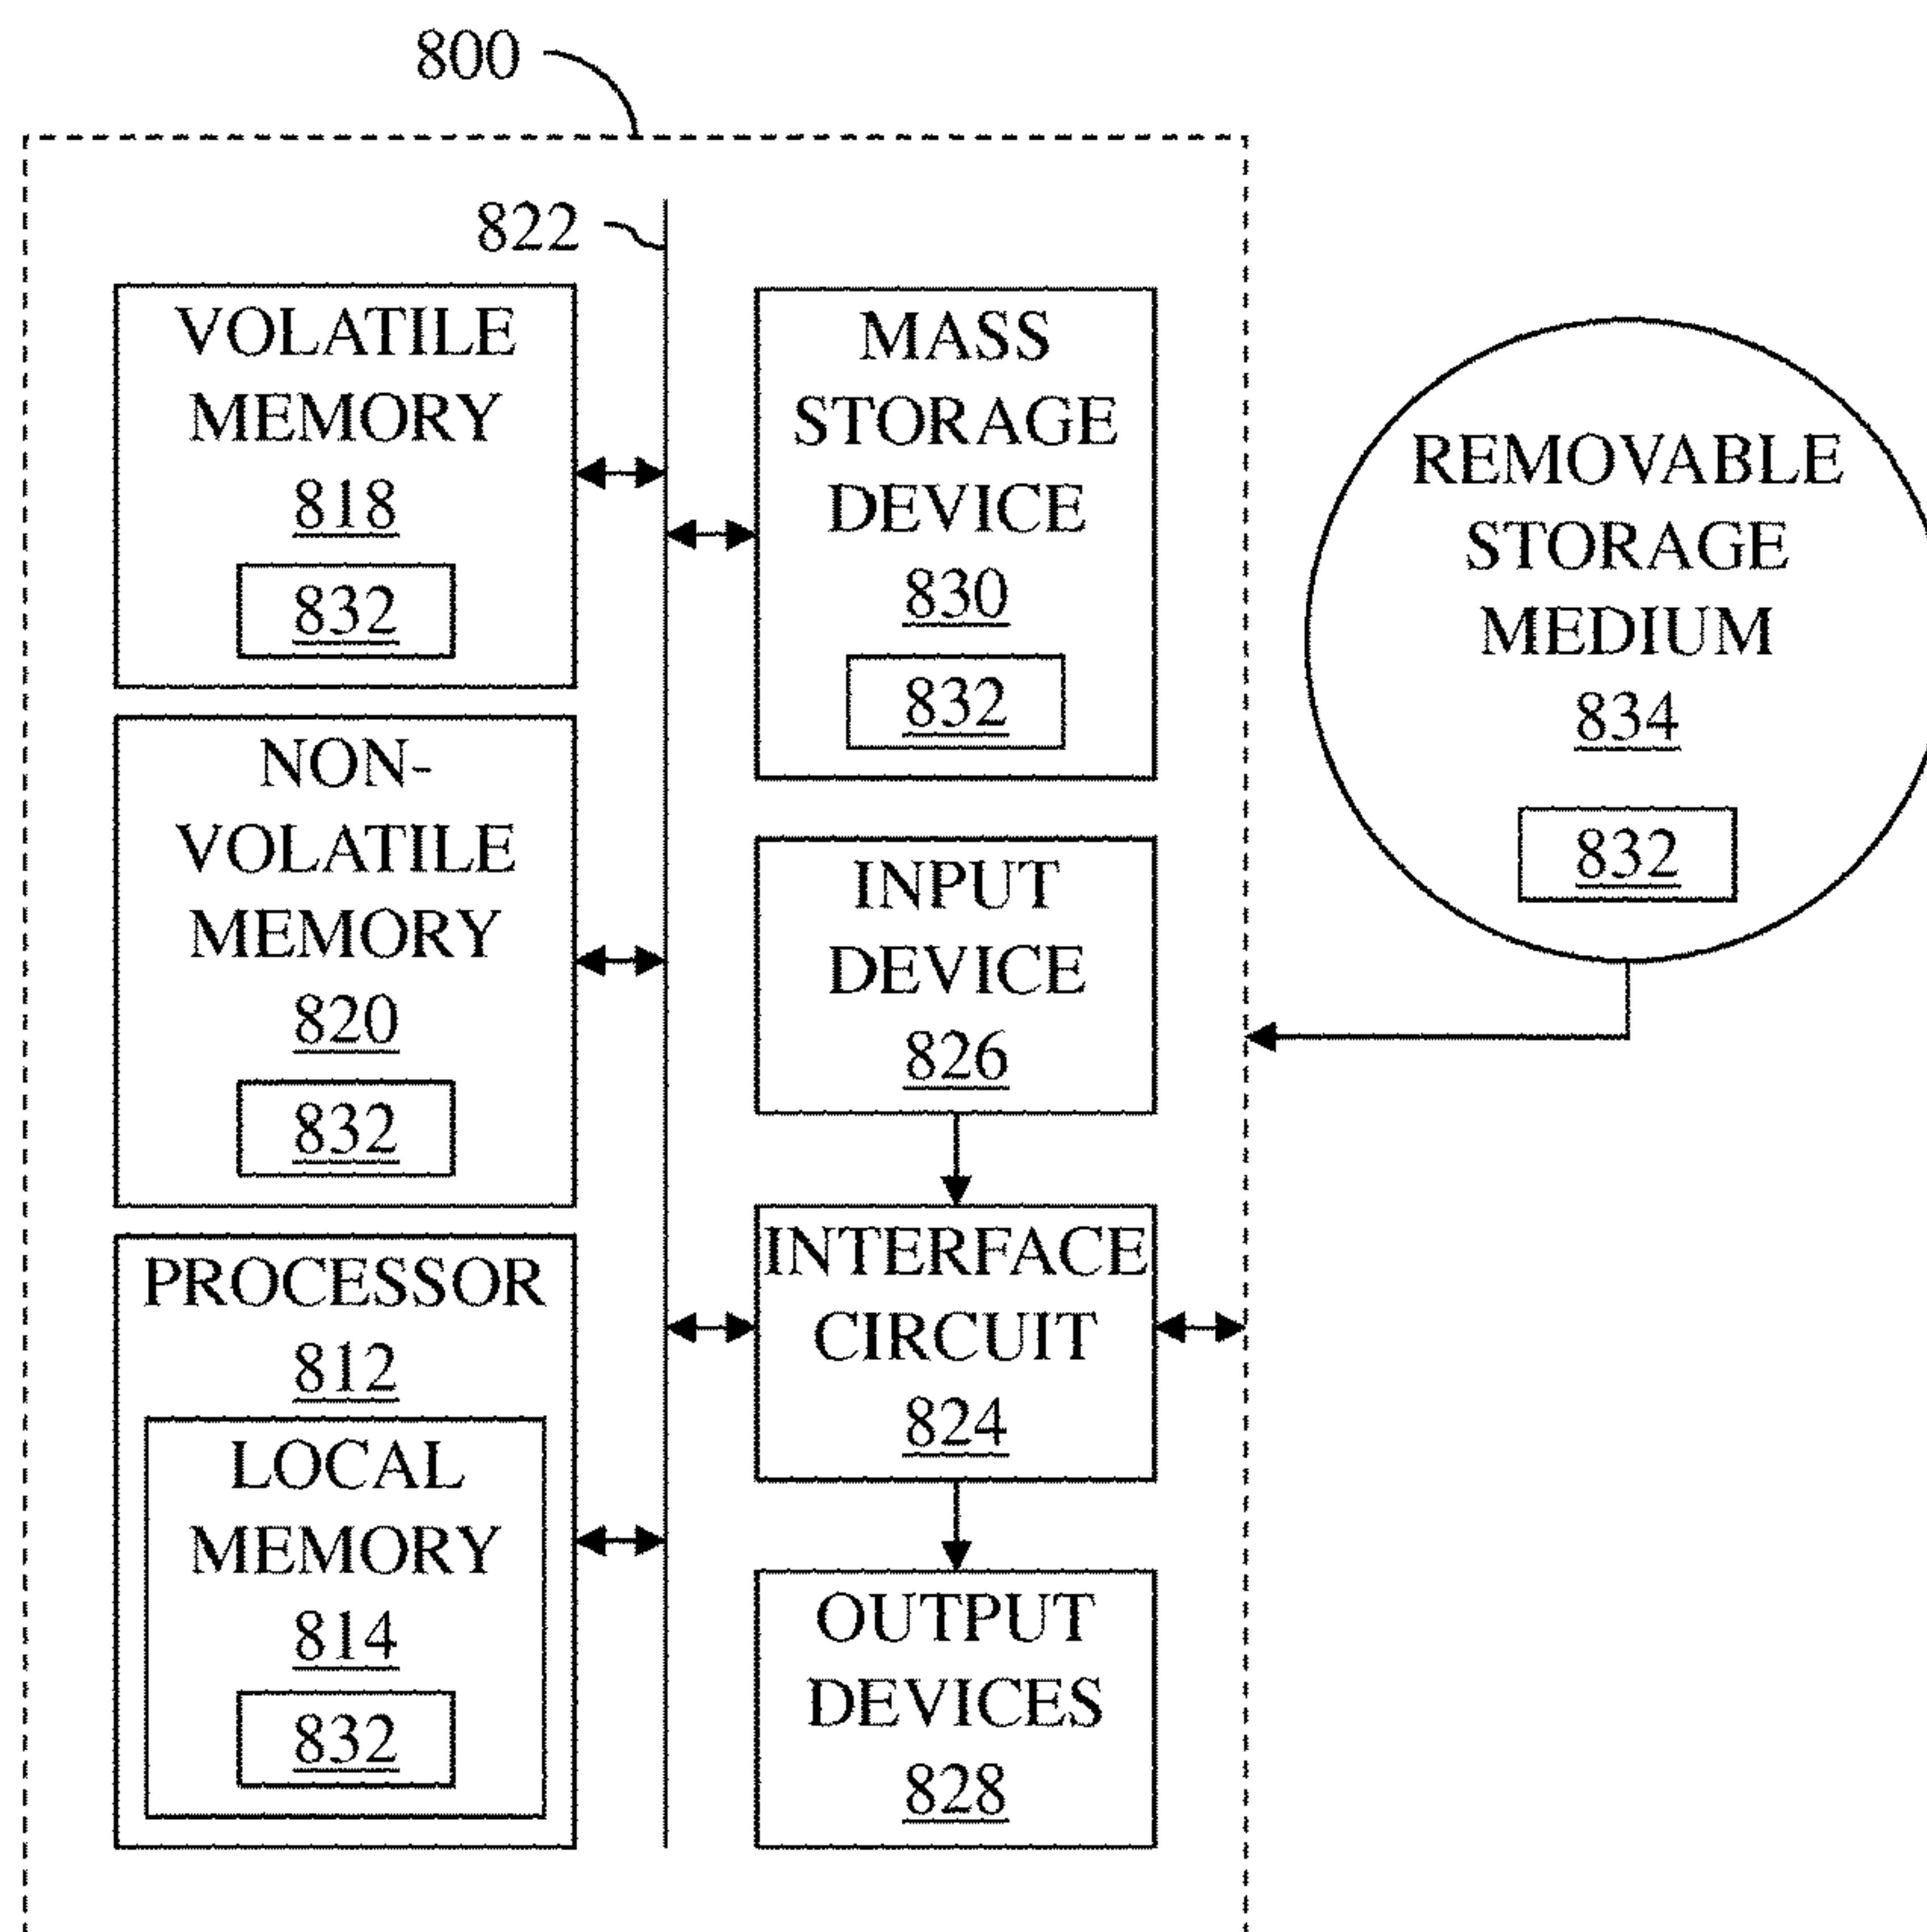 800
822
VOLATILE
MEMORY
818
832
NON-
VOLATILE
MEMORY
820
832
PROCESSOR
812
LOCAL
MEMORY
814
832
MASS
STORAGE
DEVICE
830
832
INPUT
DEVICE
826
INTERFACE
CIRCUIT
824
OUTPUT
DEVICES
828
REMOVABLE
STORAGE
MEDIUM
834
832